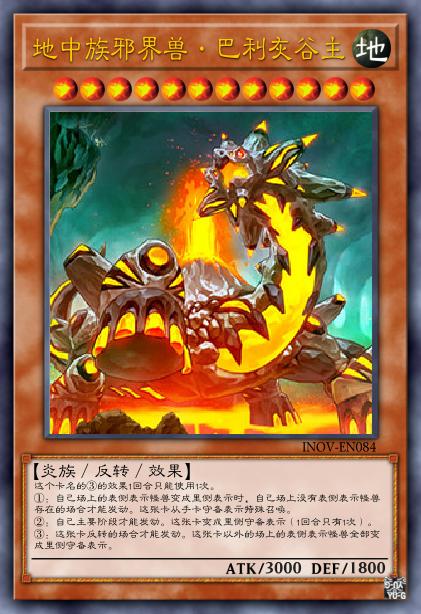 地中族邪界兽·巴利灰谷主
地
INOV-EN084
【炎族 / 反转 / 效果】
这个卡名的③的效果1回合只能使用1次。
①：自己场上的表侧表示怪兽变成里侧表示时，自己场上没有表侧表示怪兽
存在的场合才能发动。这张卡从手卡守备表示特殊召唤。
②：自己主要阶段才能发动。这张卡变成里侧守备表示（1回合只有1次）。
③：这张卡反转的场合才能发动。这张卡以外的场上的表侧表示怪兽全部变
成里侧守备表示。
ATK/3000 DEF/1800